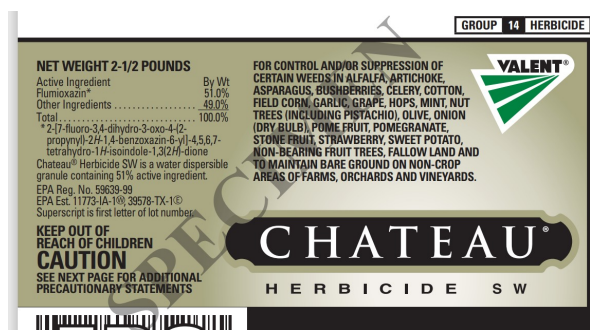 GROUP 14 HERBICIDE
NET WEIGHT 2-1/2 POUNDS
Active Ingredient By Wt
Flumioxazin* 51.0%
Other Ingredients ..................... 49.0%
Total .................................. 100.0%
*2-[7-fluoro-3,4-dihydro-3-oxo-4-(2-
propynyl)-2H-1,4-benzoxazin-6-yl]-4,5,6,7-
tetrahydro-1H-isoindole-1,3(2H)-dione
Chateau® Herbicide SW is a water dispersible
granule containing 51% active ingredient.
EPA Reg. No. 59639-99
EPA Est. 11773-IA-1Ⓦ, 39578-TX-1Ⓔ
Superscript is first letter of lot number.
KEEP OUT OF
REACH OF CHILDREN
CAUTION
SEE NEXT PAGE FOR ADDITIONAL
PRECAUTIONARY STATEMENTS
FOR CONTROL AND/OR SUPPRESSION OF
CERTAIN WEEDS IN ALFALFA, ARTICHOKE,
ASPARAGUS, BUSHBERRIES, CELERY, COTTON,
FIELD CORN, GARLIC, GRAPE, HOPS, MINT, NUT
TREES (INCLUDING PISTACHIO), OLIVE, ONION
(DRY BULB), POME FRUIT, POMEGRANATE,
STONE FRUIT, STRAWBERRY, SWEET POTATO,
NON-BEARING FRUIT TREES, FALLOW LAND AND
TO MAINTAIN BARE GROUND ON NON-CROP
AREAS OF FARMS, ORCHARDS AND VINEYARDS.
VALENT®
CHATEAU®
HERBICIDE SW
SPECIMEN